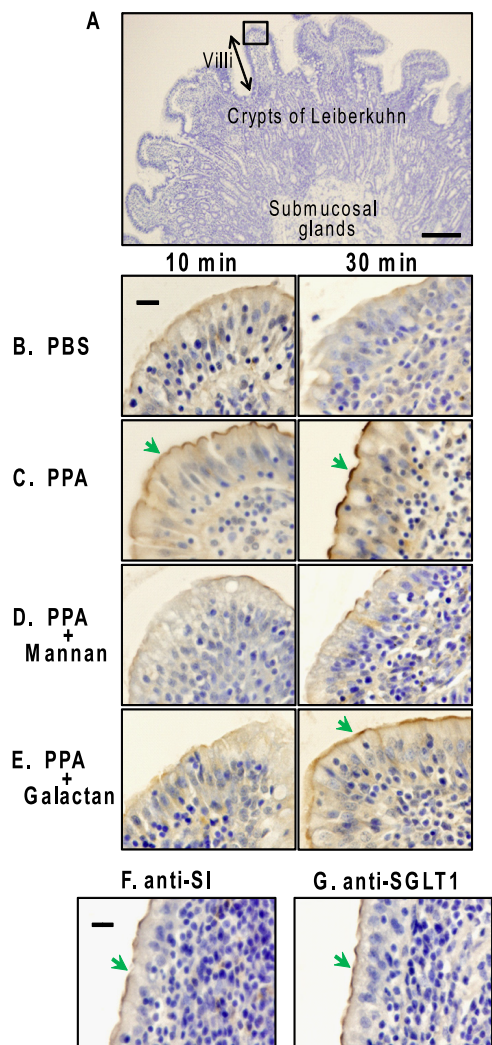 A
Villi
Crypts of Leiberkuhn
Submucosal
glands
10 min
30 min
B. PBS
C. PPA
D. PPA
+
Mannan
E. PPA
+
Galactan
F. anti-SI
G. anti-SGLT1